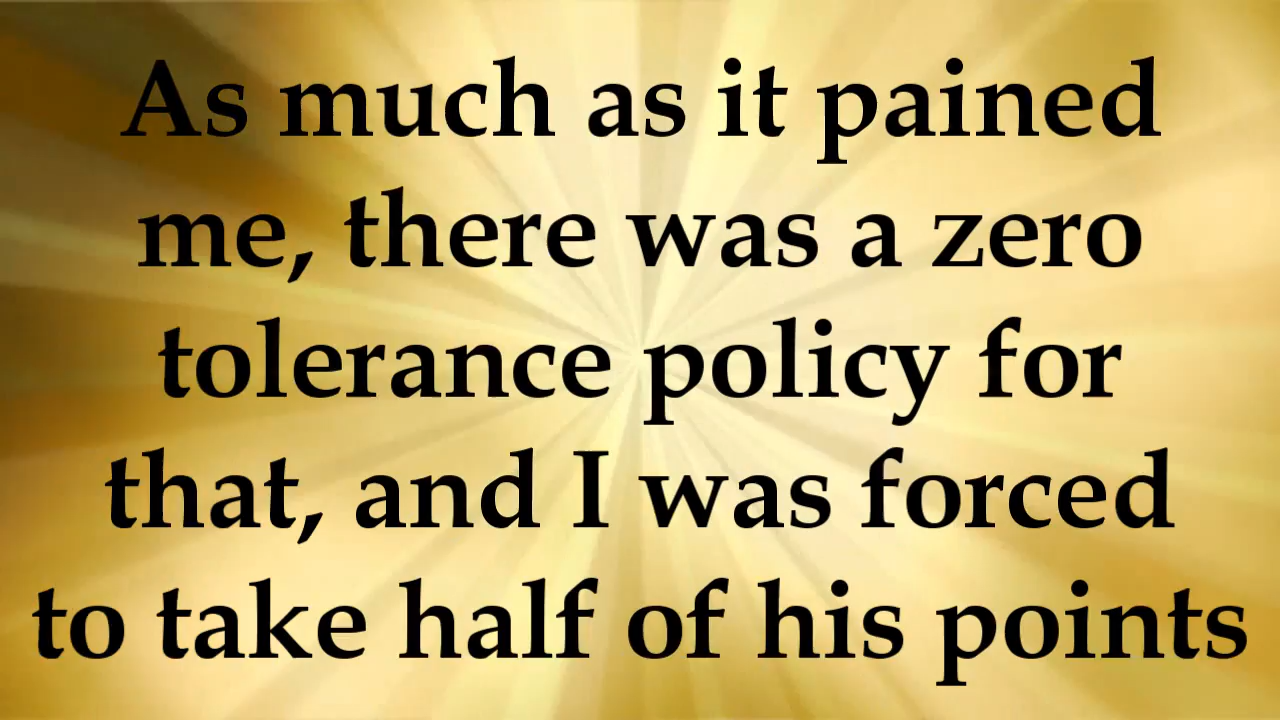 As much as it pained
me, there was a zero
tolerance policy for
that, and I was forced
to take half of his points